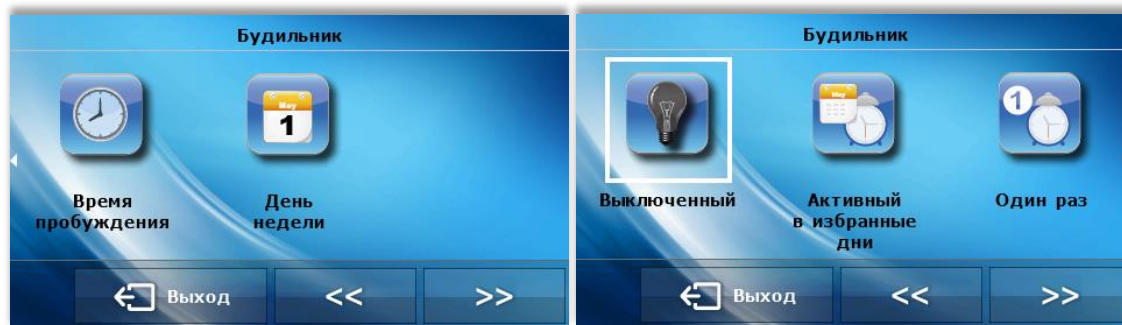 Будильник
May
1
Время
пробуждения
День
недели
Выход
<<
>>
Будильник
Выключенный
May
Активный
в избранные
дни
1
Один раз
Выход
<<
>>